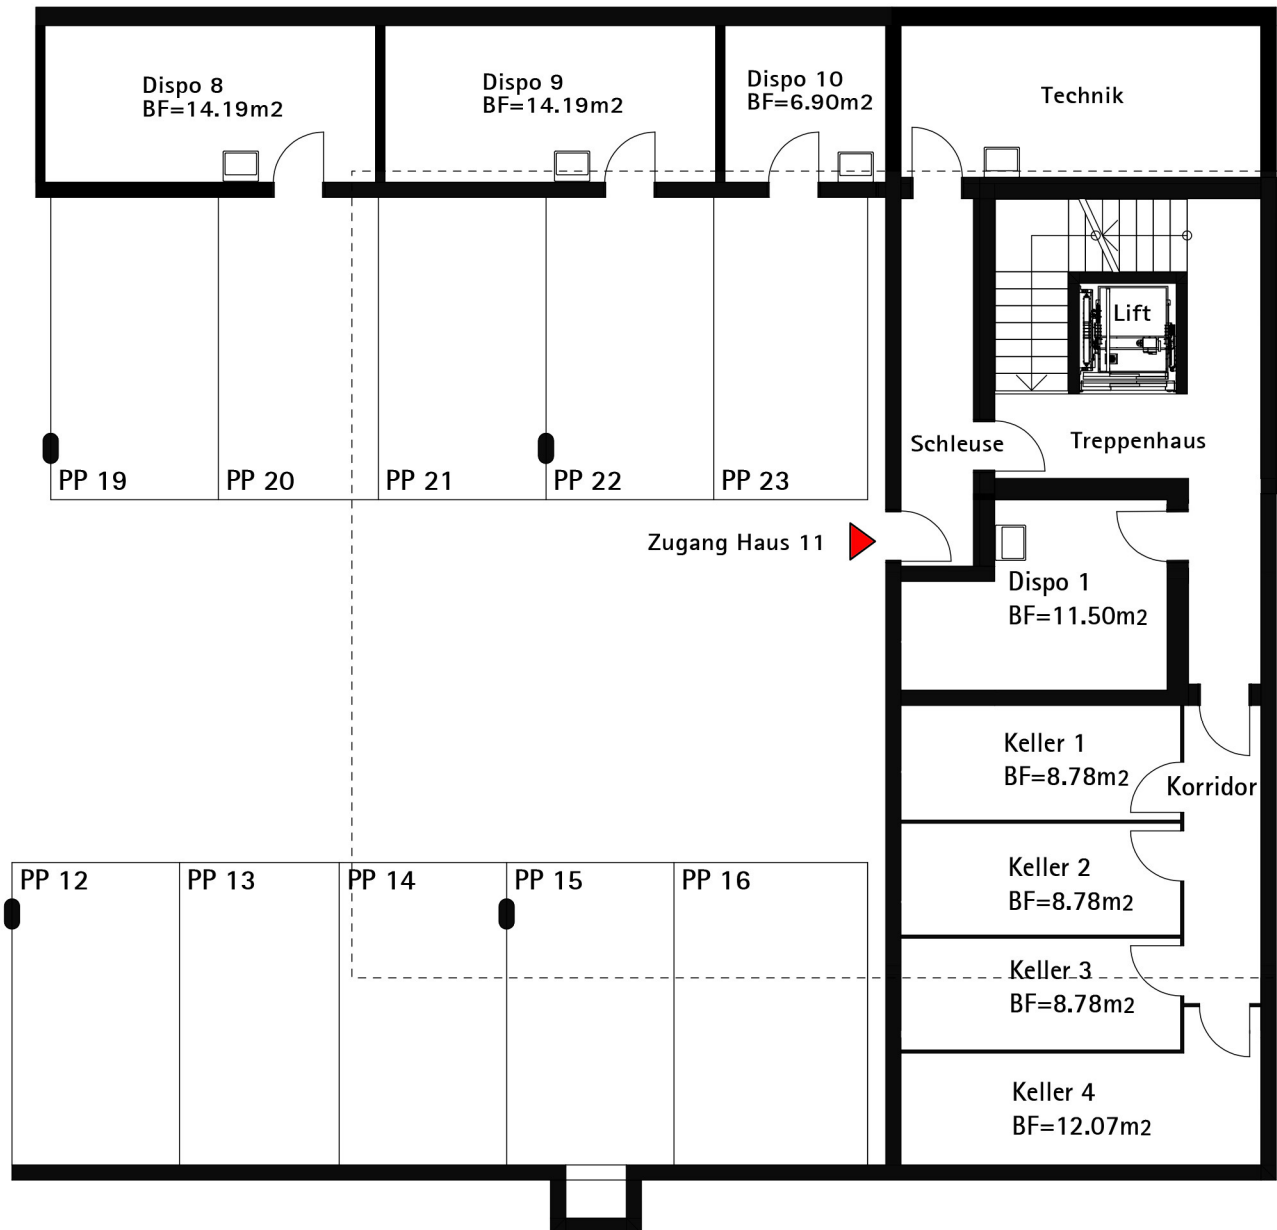 Dispo 8
BF=14.19m2
Dispo 9
BF=14.19m2
Dispo 10
BF=6.90m2
Technik
Lift
Schleuse
Treppenhaus
PP 19
PP 20
PP 21
PP 22
PP 23
Zugang Haus 11
Dispo 1
BF=11.50m2
Keller 1
BF=8.78m2
Korridor
Keller 2
BF=8.78m2
PP 12
PP 13
PP 14
PP 15
PP 16
Keller 3
BF=8.78m2
Keller 4
BF=12.07m2